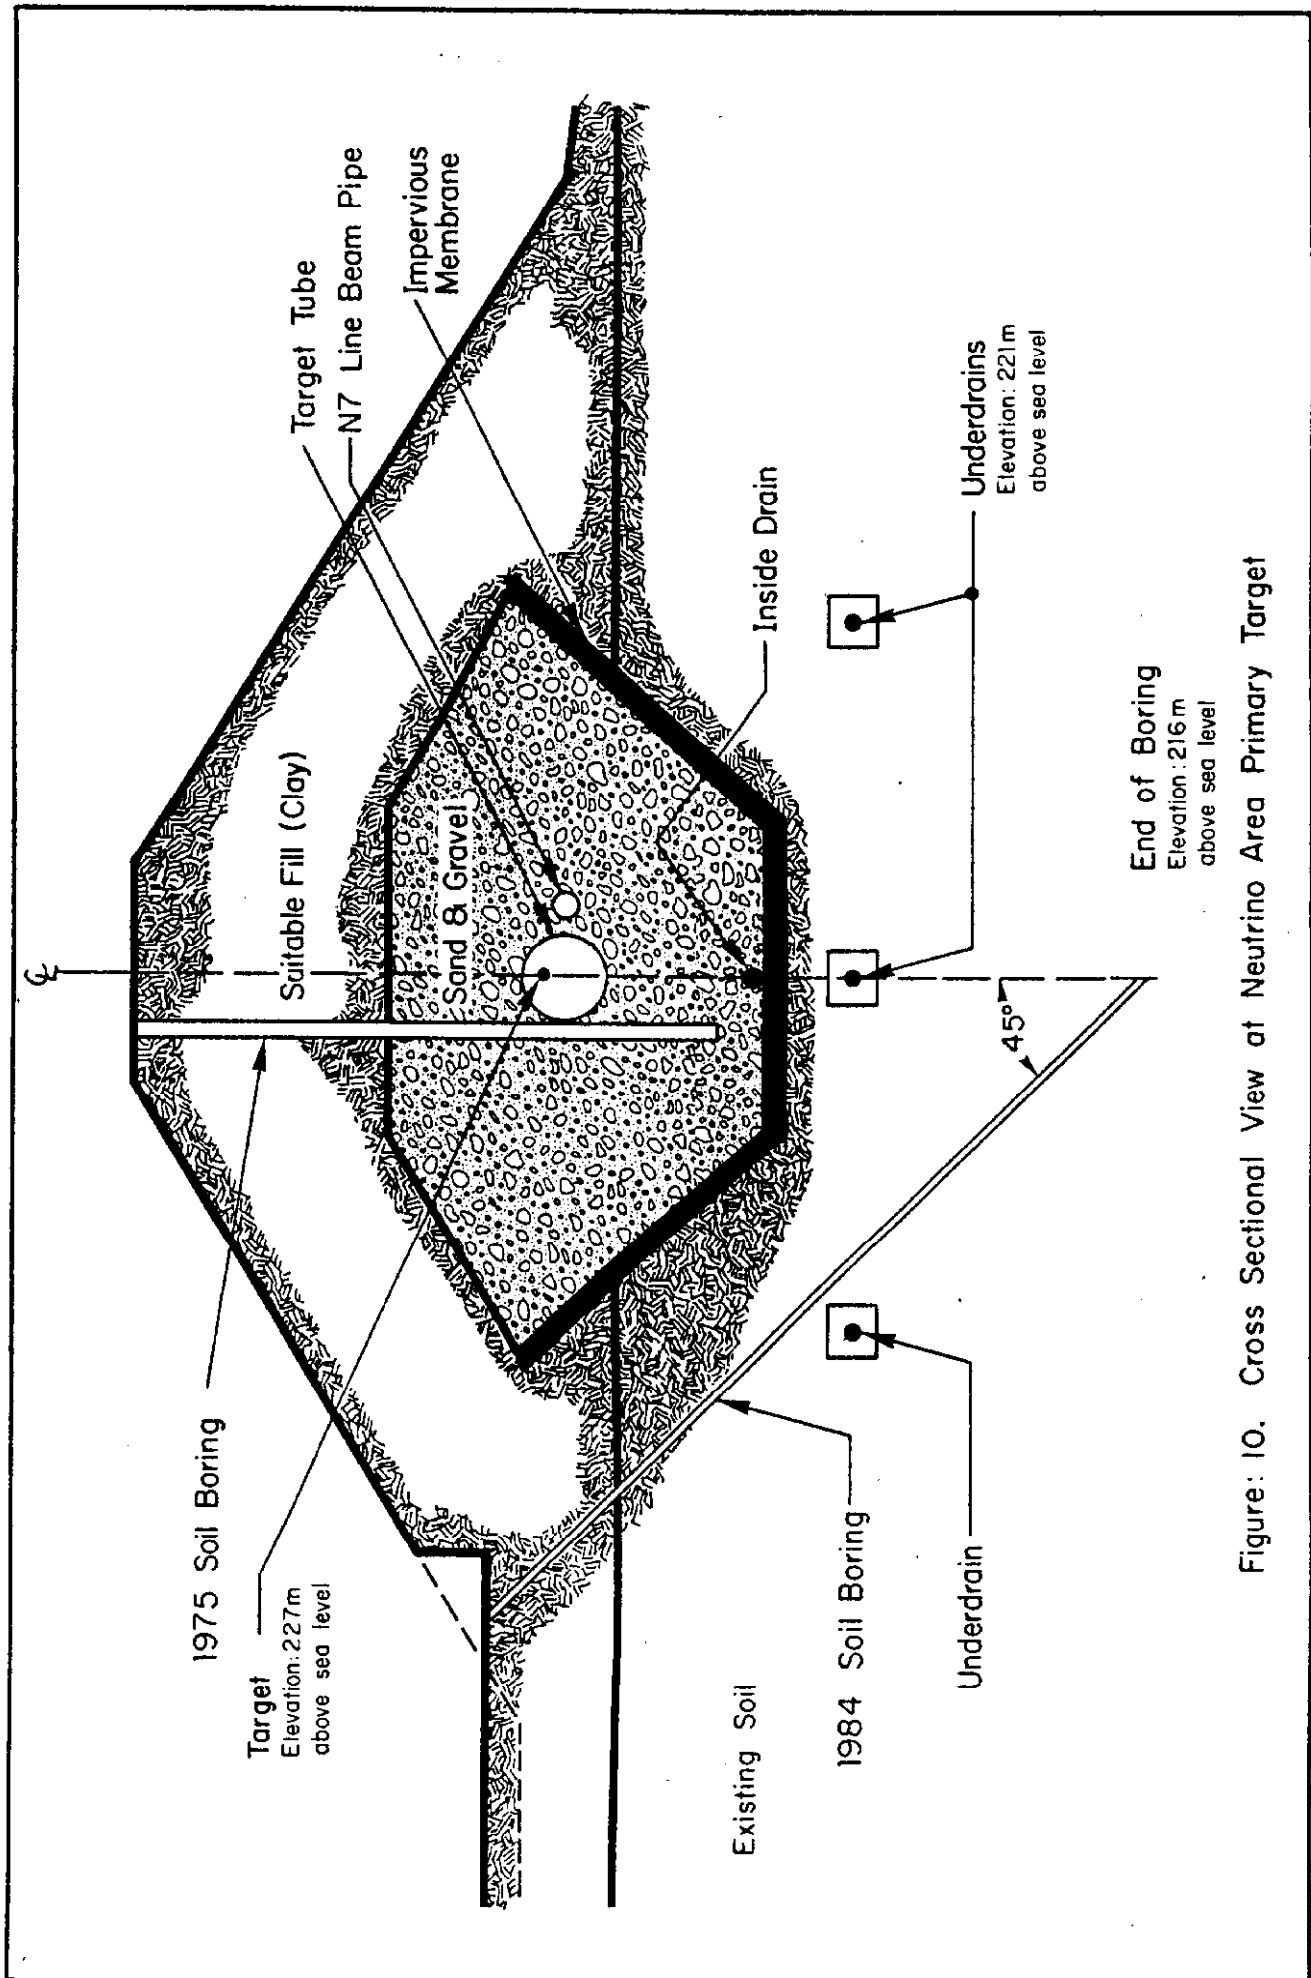 ℄
1975 Soil Boring
Target
Elevation: 227m
above sea level
Suitable Fill (Clay)
Sand & Gravel
Target Tube
N7 Line Beam Pipe
Impervious
Membrane
Inside Drain
Existing Soil
1984 Soil Boring
Underdrain
45°
Underdrains
Elevation: 221m
above sea level
End of Boring
Elevation: 216m
above sea level
Figure: 10. Cross Sectional View at Neutrino Area Primary Target